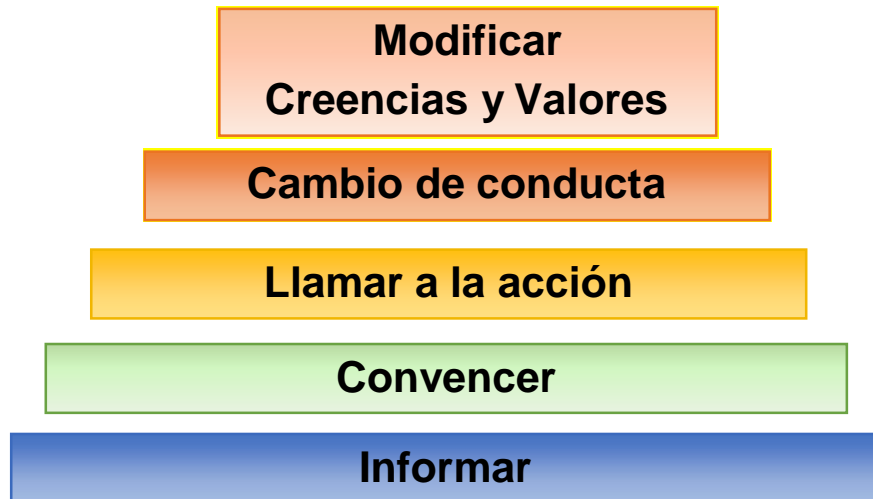 Modificar
Creencias y Valores
Cambio de conducta
Llamar a la acción
Convencer
Informar